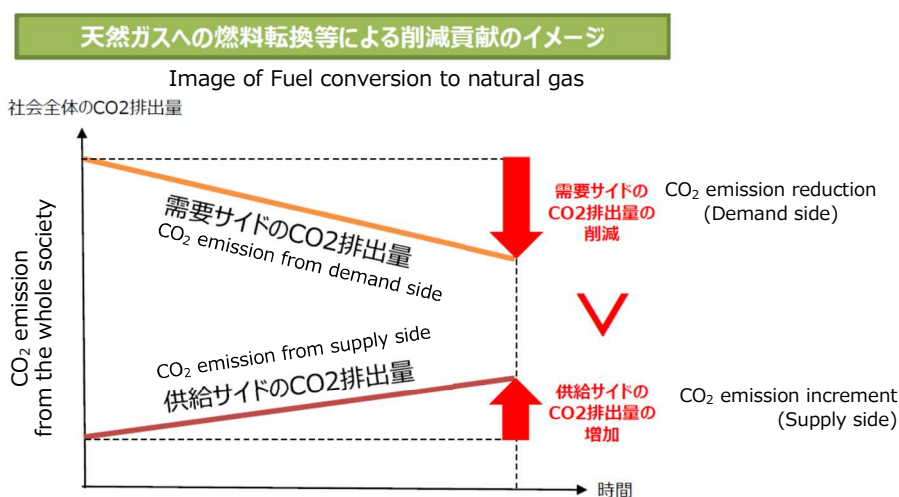 天然ガスへの燃料転換等による削減貢献のイメージ
Image of Fuel conversion to natural gas
社会全体のCO2排出量
CO₂ emission
from the whole society
需要サイドのCO2排出量
CO₂ emission from demand side
需要サイドの
CO2排出量の
削減
CO₂ emission reduction
(Demand side)
CO₂ emission from supply side
供給サイドのCO2排出量
供給サイドの
CO2排出量の
増加
CO₂ emission increment
(Supply side)
時間